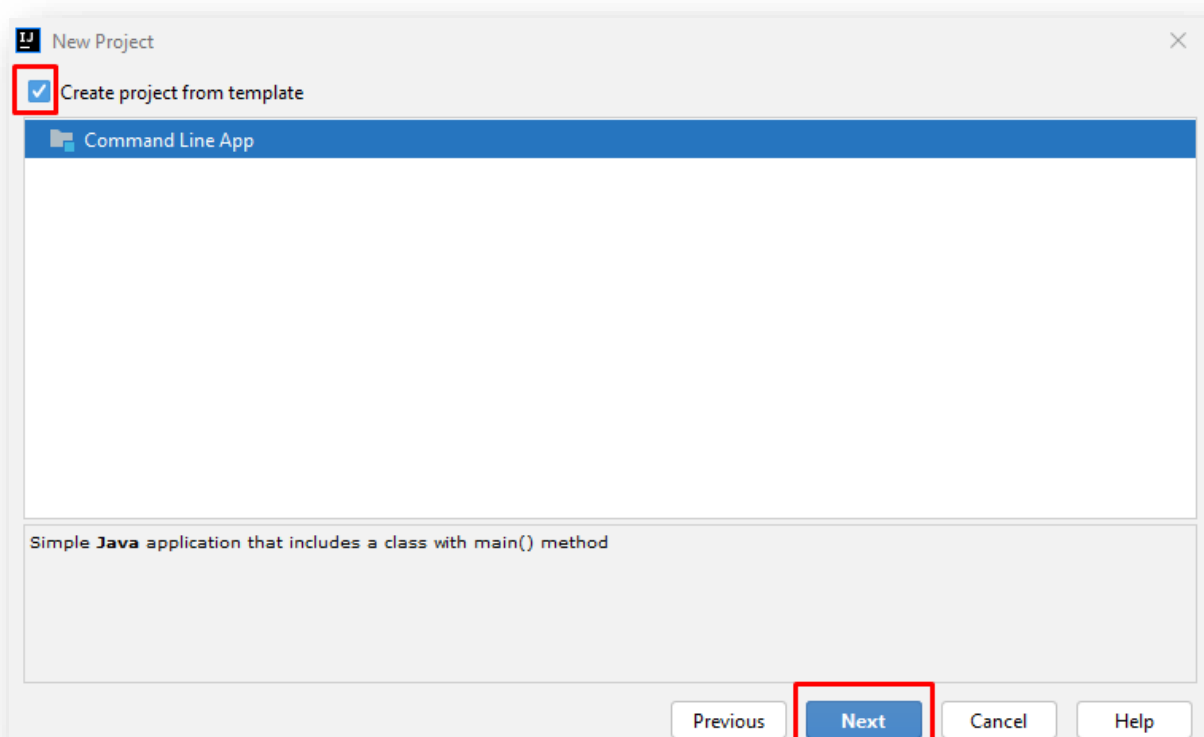 IJ New Project
Create project from template
Command Line App
Simple Java application that includes a class with main() method
Previous Next Cancel Help